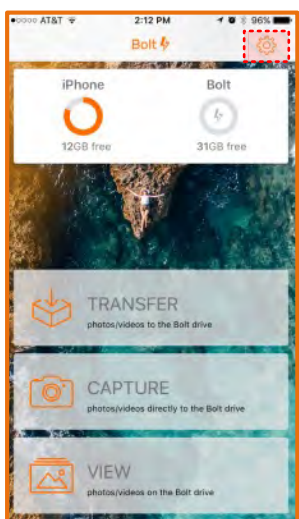 AT&T 2:12 PM 96%
Bolt
iPhone Bolt
12GB free 31GB free
TRANSFER
photos/videos to the Bolt drive
CAPTURE
photos/videos directly to the Bolt drive
VIEW
photos/videos on the Bolt drive